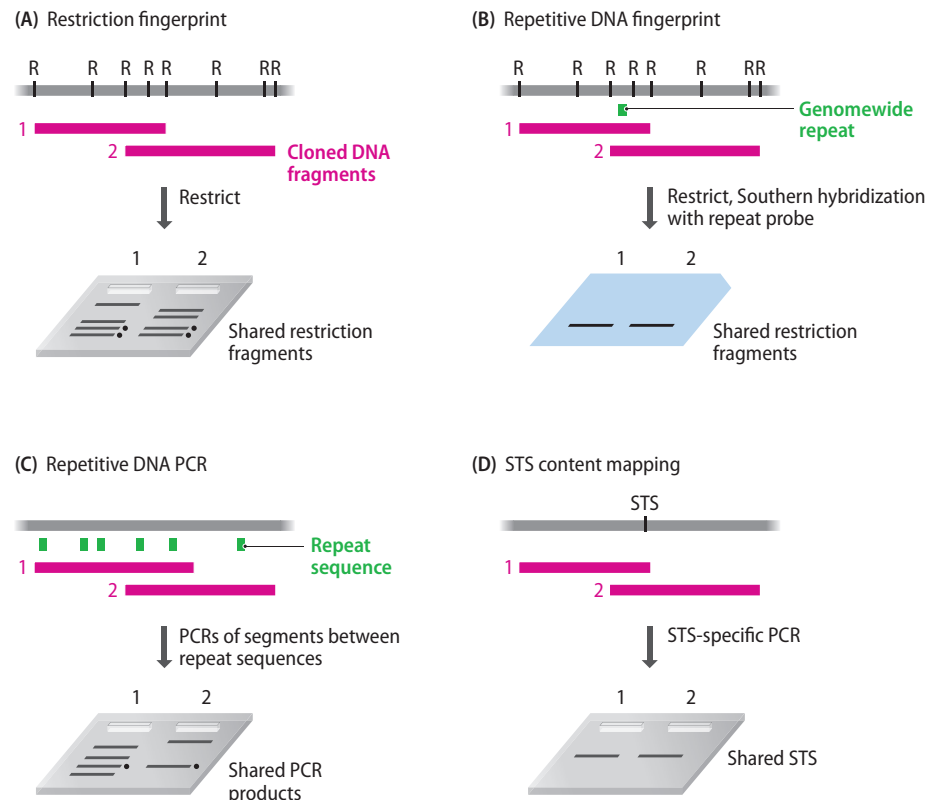 (A) Restriction fingerprint
R R R R R R R R
1
2
Cloned DNA
fragments
Restrict
1 2
Shared restriction
fragments
(B) Repetitive DNA fingerprint
R R R R R R R R
Genomewide
repeat
1
2
Restrict, Southern hybridization
with repeat probe
1 2
Shared restriction
fragments
(C) Repetitive DNA PCR
Repeat
sequence
1
2
PCRs of segments between
repeat sequences
1 2
Shared PCR
products
(D) STS content mapping
STS
1
2
STS-specific PCR
1 2
Shared STS